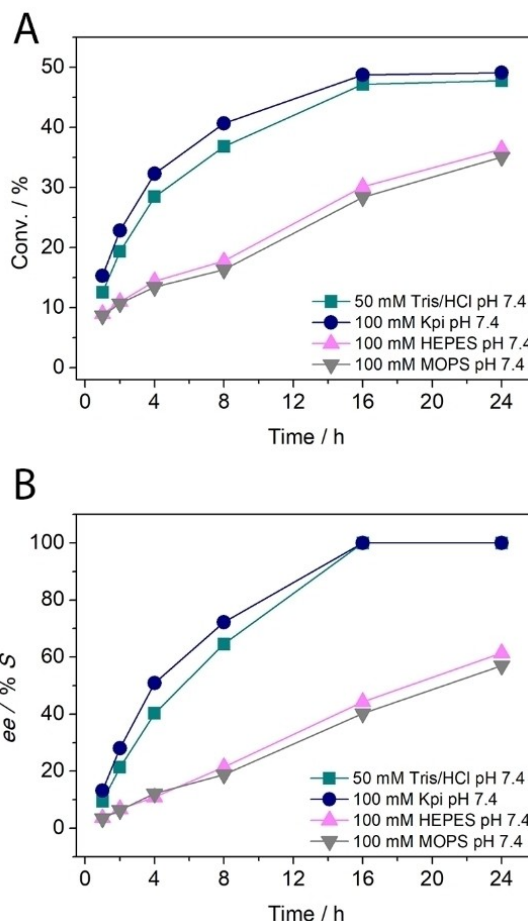 A
50
40
30
20
10
0
Conv. / %
50 mM Tris/HCl pH 7.4
100 mM Kpi pH 7.4
100 mM HEPES pH 7.4
100 mM MOPS pH 7.4
0 4 8 12 16 20 24
Time / h
B
100
80
60
40
20
0
ee / % S
50 mM Tris/HCl pH 7.4
100 mM Kpi pH 7.4
100 mM HEPES pH 7.4
100 mM MOPS pH 7.4
0 4 8 12 16 20 24
Time / h